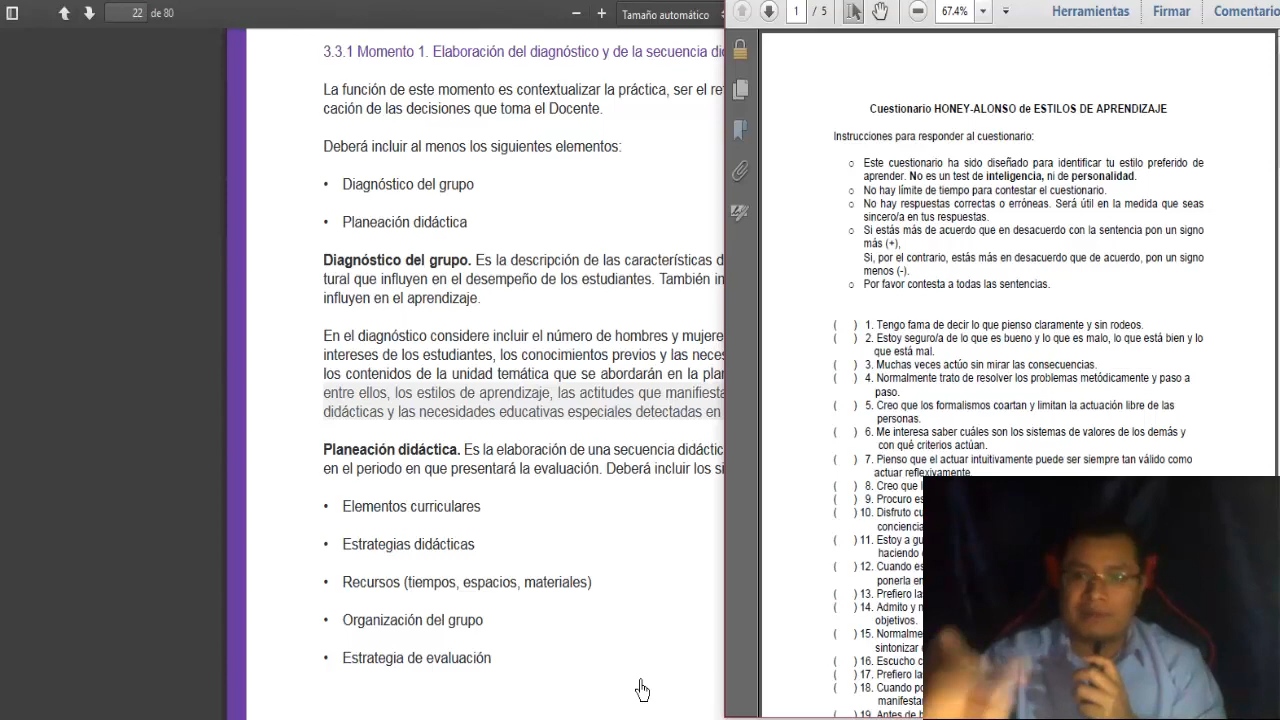 22 de 80
Tamaño automático
1 / 5
67.4%
Herramientas
Firmar
Comentario
3.3.1 Momento 1. Elaboración del diagnóstico y de la secuencia
La función de este momento es contextualizar la práctica, ser el
cación de las decisiones que toma el Docente.
Deberá incluir al menos los siguientes elementos:
• Diagnóstico del grupo
• Planeación didáctica
Diagnóstico del grupo. Es la descripción de las características
tural que influyen en el desempeño de los estudiantes. También
influyen en el aprendizaje.
En el diagnóstico considere incluir el número de hombres y
intereses de los estudiantes, los conocimientos previos y las
los contenidos de la unidad temática que se abordarán en la
entre ellos, los estilos de aprendizaje, las actitudes que
didácticas y las necesidades educativas especiales detectadas en
Planeación didáctica. Es la elaboración de una secuencia
en el periodo en que presentará la evaluación. Deberá incluir los
• Elementos curriculares
• Estrategias didácticas
• Recursos (tiempos, espacios, materiales)
• Organización del grupo
• Estrategia de evaluación
Cuestionario HONEY-ALONSO de ESTILOS DE APRENDIZAJE
Instrucciones para responder al cuestionario:
o Este cuestionario ha sido diseñado para identificar tu estilo preferido de
aprender. No es un test de inteligencia, ni de personalidad.
o No hay límite de tiempo para contestar el cuestionario.
o No hay respuestas correctas o erróneas. Será útil en la medida que seas
sincero/a en tus respuestas.
o Si estás más de acuerdo que en desacuerdo con la sentencia pon un signo
más (+),
Si, por el contrario, estás más en desacuerdo que de acuerdo, pon un signo
menos (-).
o Por favor contesta a todas las sentencias.
( ) 1. Tengo fama de decir lo que pienso claramente y sin rodeos.
( ) 2. Estoy seguro/a de lo que es bueno y lo que es malo, lo que está bien y lo
que está mal.
( ) 3. Muchas veces actúo sin mirar las consecuencias.
( ) 4. Normalmente trato de resolver los problemas metódicamente y paso a
paso.
( ) 5. Creo que los formalismos coartan y limitan la actuación libre de las
personas.
( ) 6. Me interesa saber cuáles son los sistemas de valores de los demás y
con qué criterios actúan.
( ) 7. Pienso que el actuar intuitivamente puede ser siempre tan válido como
actuar reflexivamente.
( ) 8. Creo
( ) 9. Procuro
( ) 10. Disfruto
( ) 11. Estoy a
haciendo
( ) 12. Cuando
ponerla
( ) 13. Prefiero
( ) 14. Admito y
objetivos.
( ) 15.
sintonizar
( ) 16. Escucho
( ) 17. Prefiero
( ) 18. Cuando
( ) 19. Antes de